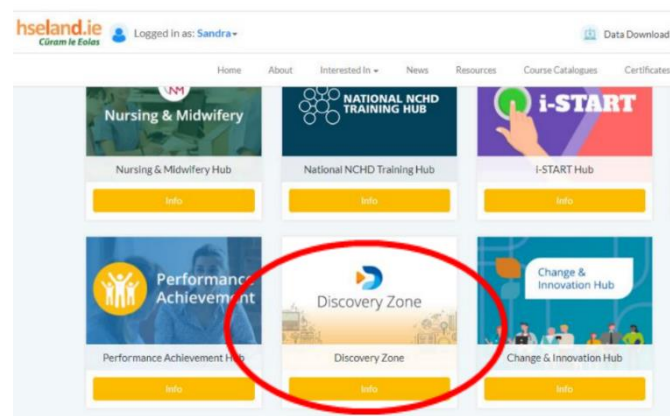 hseland.ie
Cúram le Eolas
Logged in as: Sandra
Data Download
Home About Interested In News Resources Course Catalogues Certificates
NM
Nursing & Midwifery
NATIONAL NCHD
TRAINING HUB
i-START
Nursing & Midwifery Hub
National NCHD Training Hub
i-START Hub
Info
Info
Info
Performance
Achievement
Discovery Zone
Change &
Innovation Hub
Performance Achievement Hub
Discovery Zone
Change & Innovation Hub
Info
Info
Info